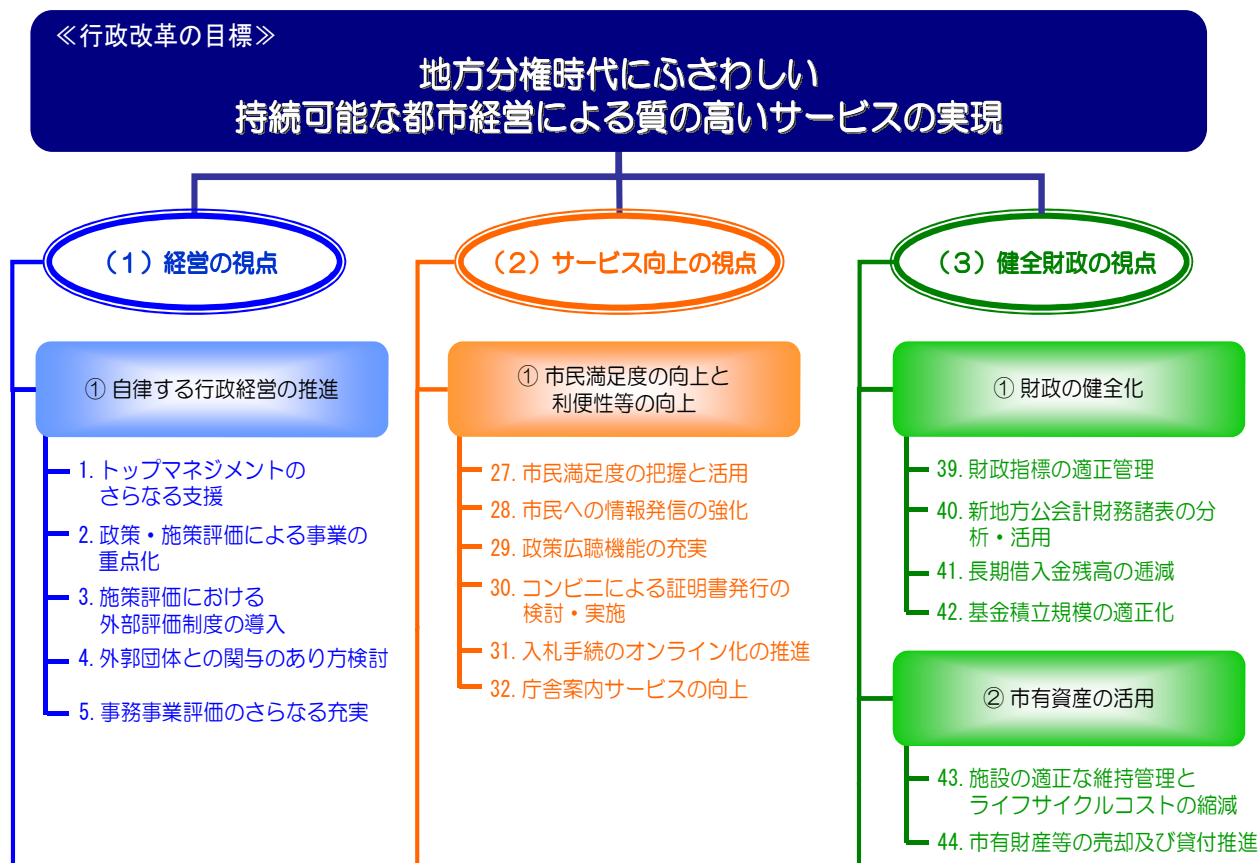 ≪行政改革の目標≫
地方分権時代にふさわしい
持続可能な都市経営による質の高いサービスの実現
（１）経営の視点
① 自律する行政経営の推進
1. トップマネジメントの
さらなる支援
2. 政策・施策評価による事業の
重点化
3. 施策評価における
外部評価制度の導入
4. 外郭団体との関与のあり方検討
5. 事務事業評価のさらなる充実
（２）サービス向上の視点
① 市民満足度の向上と
利便性等の向上
27. 市民満足度の把握と活用
28. 市民への情報発信の強化
29. 政策広聴機能の充実
30. コンビニによる証明書発行の
検討・実施
31. 入札手続のオンライン化の推進
32. 庁舎案内サービスの向上
（３）健全財政の視点
① 財政の健全化
39. 財政指標の適正管理
40. 新地方公会計財務諸表の分
析・活用
41. 長期借入金残高の逓減
42. 基金積立規模の適正化
② 市有資産の活用
43. 施設の適正な維持管理と
ライフサイクルコストの縮減
44. 市有財産等の売却及び貸付推進